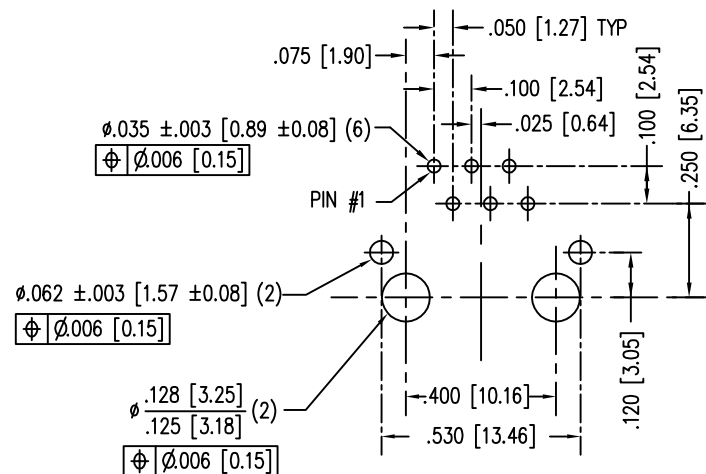 .050 [1.27] TYP
.075 [1.90]
.100 [2.54]
.025 [0.64]
.100 [2.54]
.250 [6.35]
ø.035 ±.003 [0.89 ±0.08] (6)
⌖ Ø.006 [0.15]
PIN #1
ø.062 ±.003 [1.57 ±0.08] (2)
⌖ Ø.006 [0.15]
.120 [3.05]
ø .128 [3.25] (2)
.125 [3.18]
⌖ Ø.006 [0.15]
.400 [10.16]
.530 [13.46]